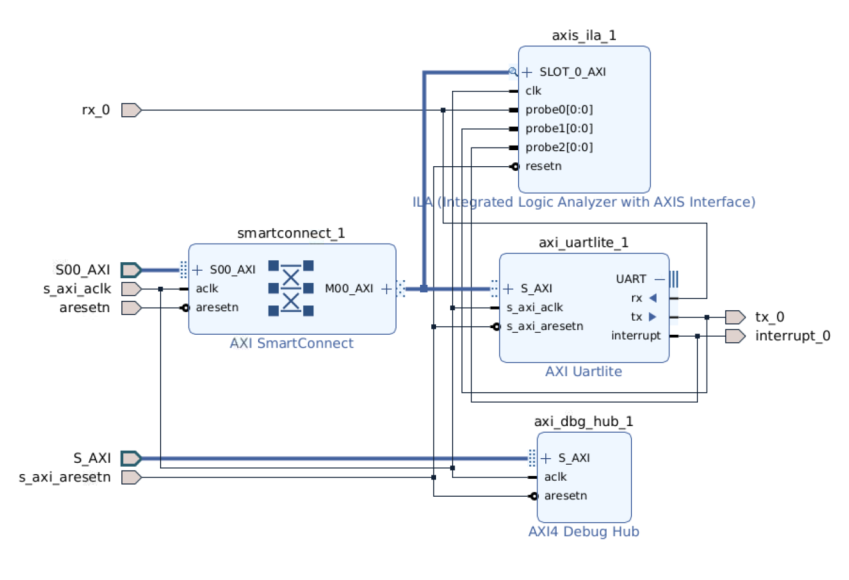 axis_ila_1
SLOT_0_AXI
clk
rx_0
probe0[0:0]
probe1[0:0]
probe2[0:0]
resetn
ILA (Integrated Logic Analyzer with AXIS Interface)
smartconnect_1
axi_uartlite_1
S00_AXI
S00_AXI
s_axi_aclk
aclk
aresetn
aresetn
M00_AXI
AXI SmartConnect
S_AXI
s_axi_aclk
s_axi_aresetn
UART
rx
tx
interrupt
tx_0
interrupt_0
AXI Uartlite
axi_dbg_hub_1
S_AXI
s_axi_aresetn
S_AXI
aclk
aresetn
AXI4 Debug Hub